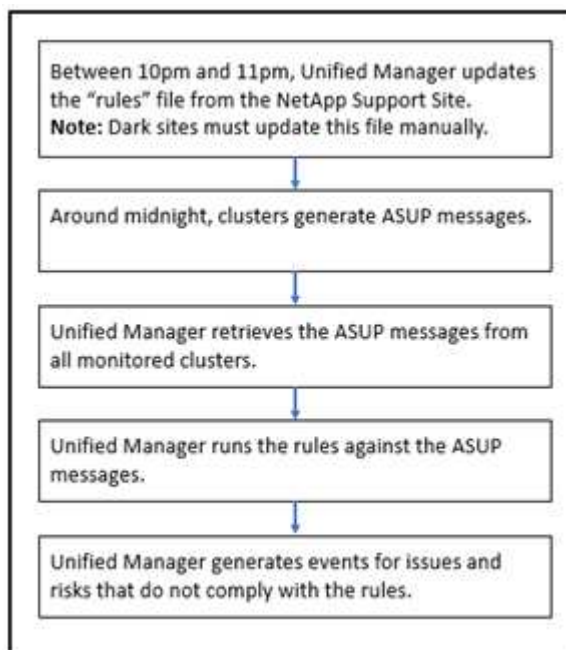 Between 10pm and 11pm, Unified Manager updates
the “rules” file from the NetApp Support Site.
Note: Dark sites must update this file manually.
Around midnight, clusters generate ASUP messages.
Unified Manager retrieves the ASUP messages from
all monitored clusters.
Unified Manager runs the rules against the ASUP
messages.
Unified Manager generates events for issues and
risks that do not comply with the rules.